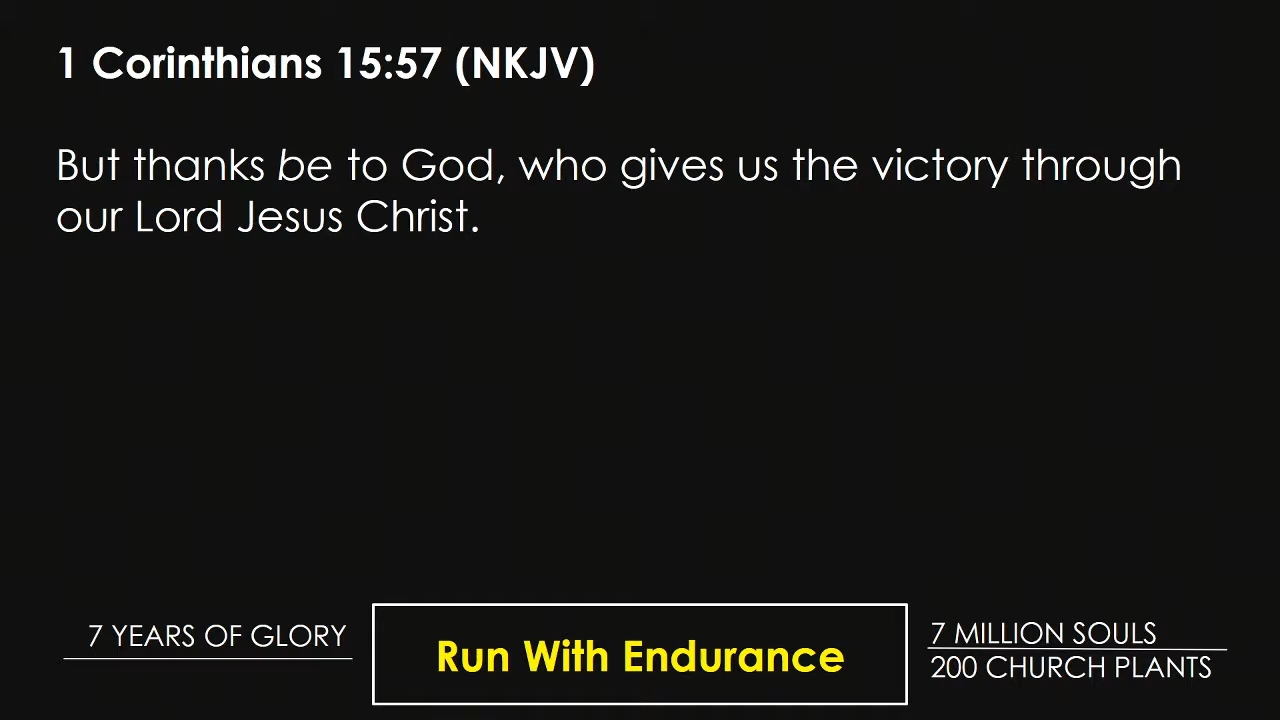 1 Corinthians 15:57 (NKJV)
But thanks be to God, who gives us the victory through
our Lord Jesus Christ.
7 YEARS OF GLORY
Run With Endurance
7 MILLION SOULS
200 CHURCH PLANTS